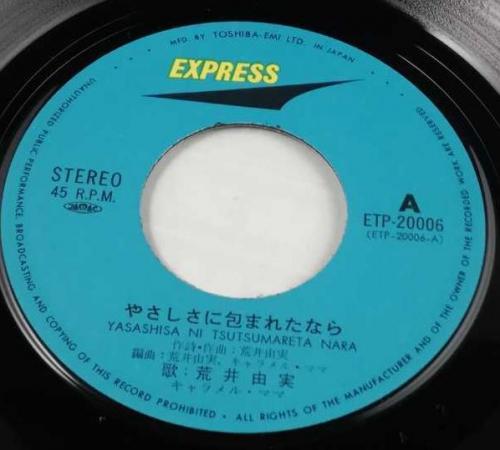 MFD. BY TOSHIBA-EMI LTD. IN JAPAN
EXPRESS
STEREO
45 R.P.M.
JASRAC
A
ETP-20006
(ETP-20006-A)
やさしさに包まれたなら
YASASHISA NI TSUTSUMARETA NARA
作詩・作曲：荒井由実
編曲：荒井由実、キャラメル・ママ
歌：荒井由実
キャラメル・ママ
UNAUTHORIZED PUBLIC PERFORMANCE, BROADCASTING AND COPYING OF THIS RECORD PROHIBITED • ALL RIGHTS OF THE MANUFACTURER AND OF THE OWNER OF THE RECORDED WORK ARE RESERVED